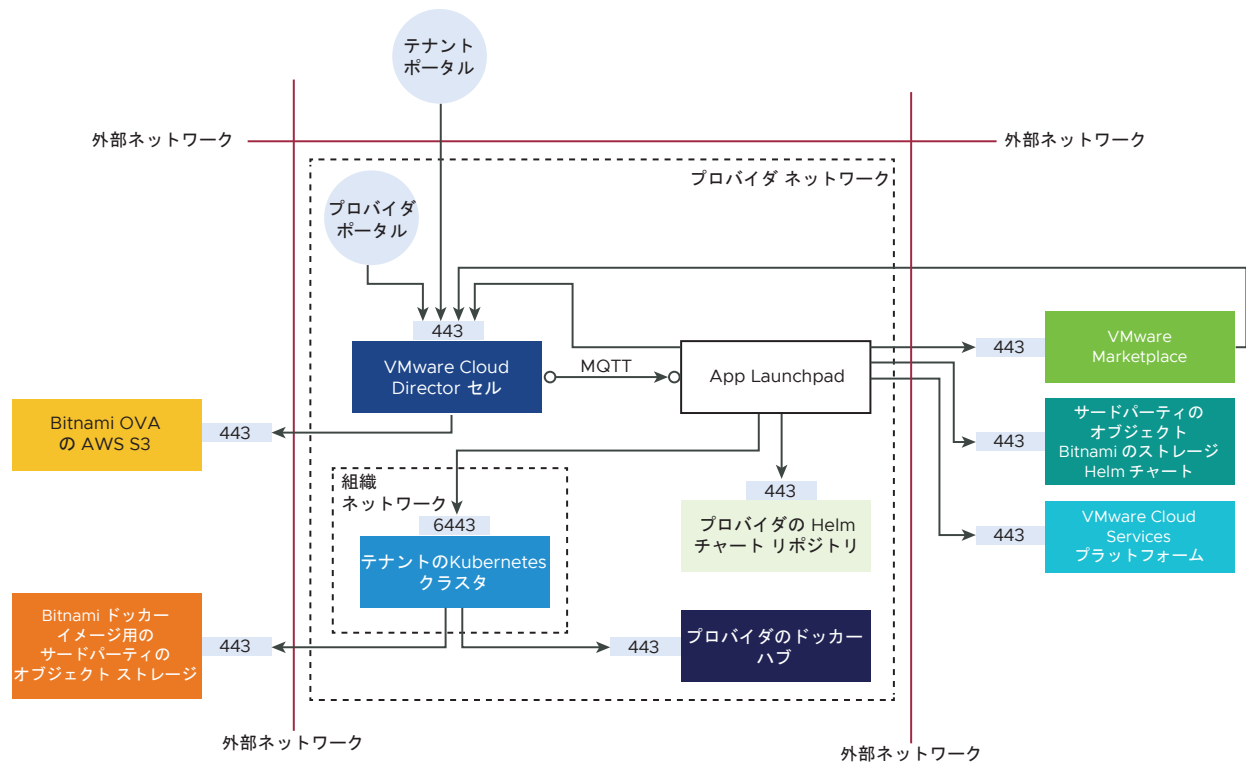 テナント
ポータル
外部ネットワーク
外部ネットワーク
プロバイダ ネットワーク
プロバイダ
ポータル
443
VMware Cloud
Director セル
MQTT
App Launchpad
443
VMware
Marketplace
Bitnami OVA
の AWS S3
443
443
サードパーティの
オブジェクト
Bitnami のストレージ
Helm チャート
組織
ネットワーク
6443
テナントのKubernetes
クラスタ
443
プロバイダの Helm
チャート リポジトリ
443
VMware Cloud
Services
プラットフォーム
Bitnami ドッカー
イメージ用の
サードパーティの
オブジェクト ストレージ
443
443
プロバイダのドッカー
ハブ
外部ネットワーク
外部ネットワーク